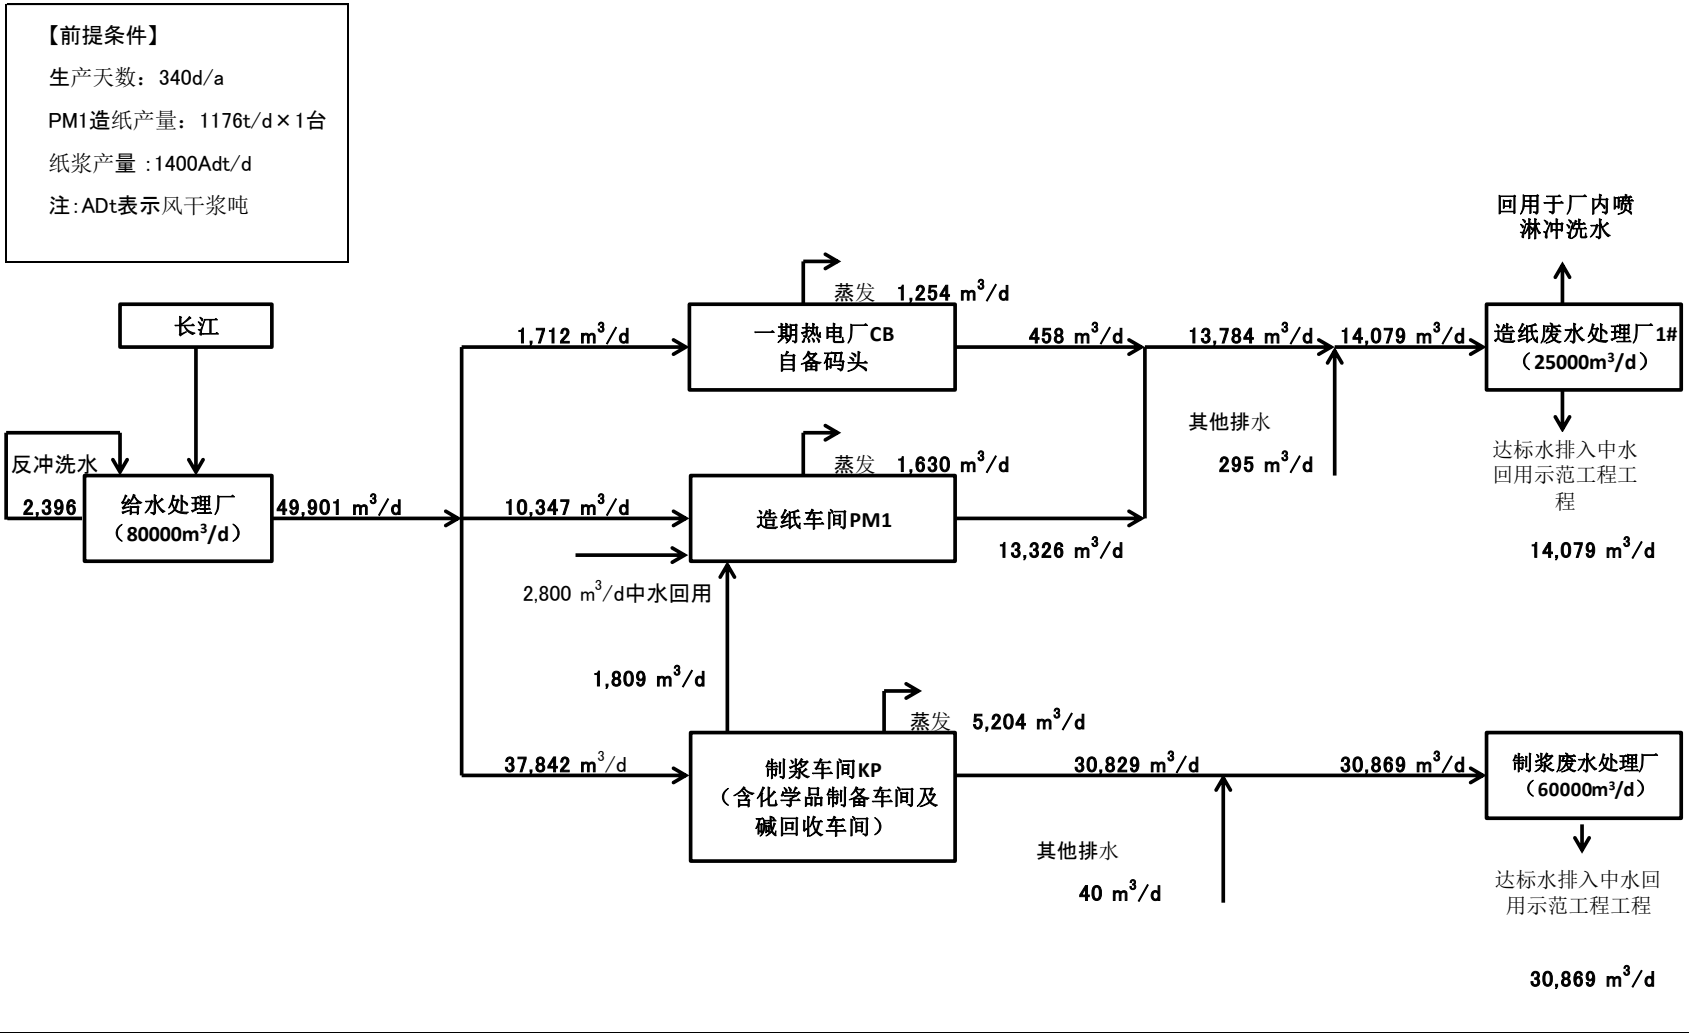 【前提条件】
生产天数：340d/a
PM1造纸产量：1176t/d×1台
纸浆产量：1400Adt/d
注：ADt表示风干浆吨
回用于厂内喷
淋冲洗水
蒸发 1,254 m³/d
长江
1,712 m³/d
一期热电厂CB
自备码头
458 m³/d
13,784 m³/d
14,079 m³/d
造纸废水处理厂1#
（25000m³/d）
其他排水
295 m³/d
达标水排入中水
回用示范工程工
程
14,079 m³/d
反冲洗水
2,396
给水处理厂
（80000m³/d）
49,901 m³/d
10,347 m³/d
蒸发 1,630 m³/d
造纸车间PM1
13,326 m³/d
2,800 m³/d中水回用
1,809 m³/d
蒸发 5,204 m³/d
37,842 m³/d
制浆车间KP
（含化学品制备车间及
碱回收车间）
30,829 m³/d
30,869 m³/d
制浆废水处理厂
（60000m³/d）
其他排水
40 m³/d
达标水排入中水回
用示范工程工程
30,869 m³/d